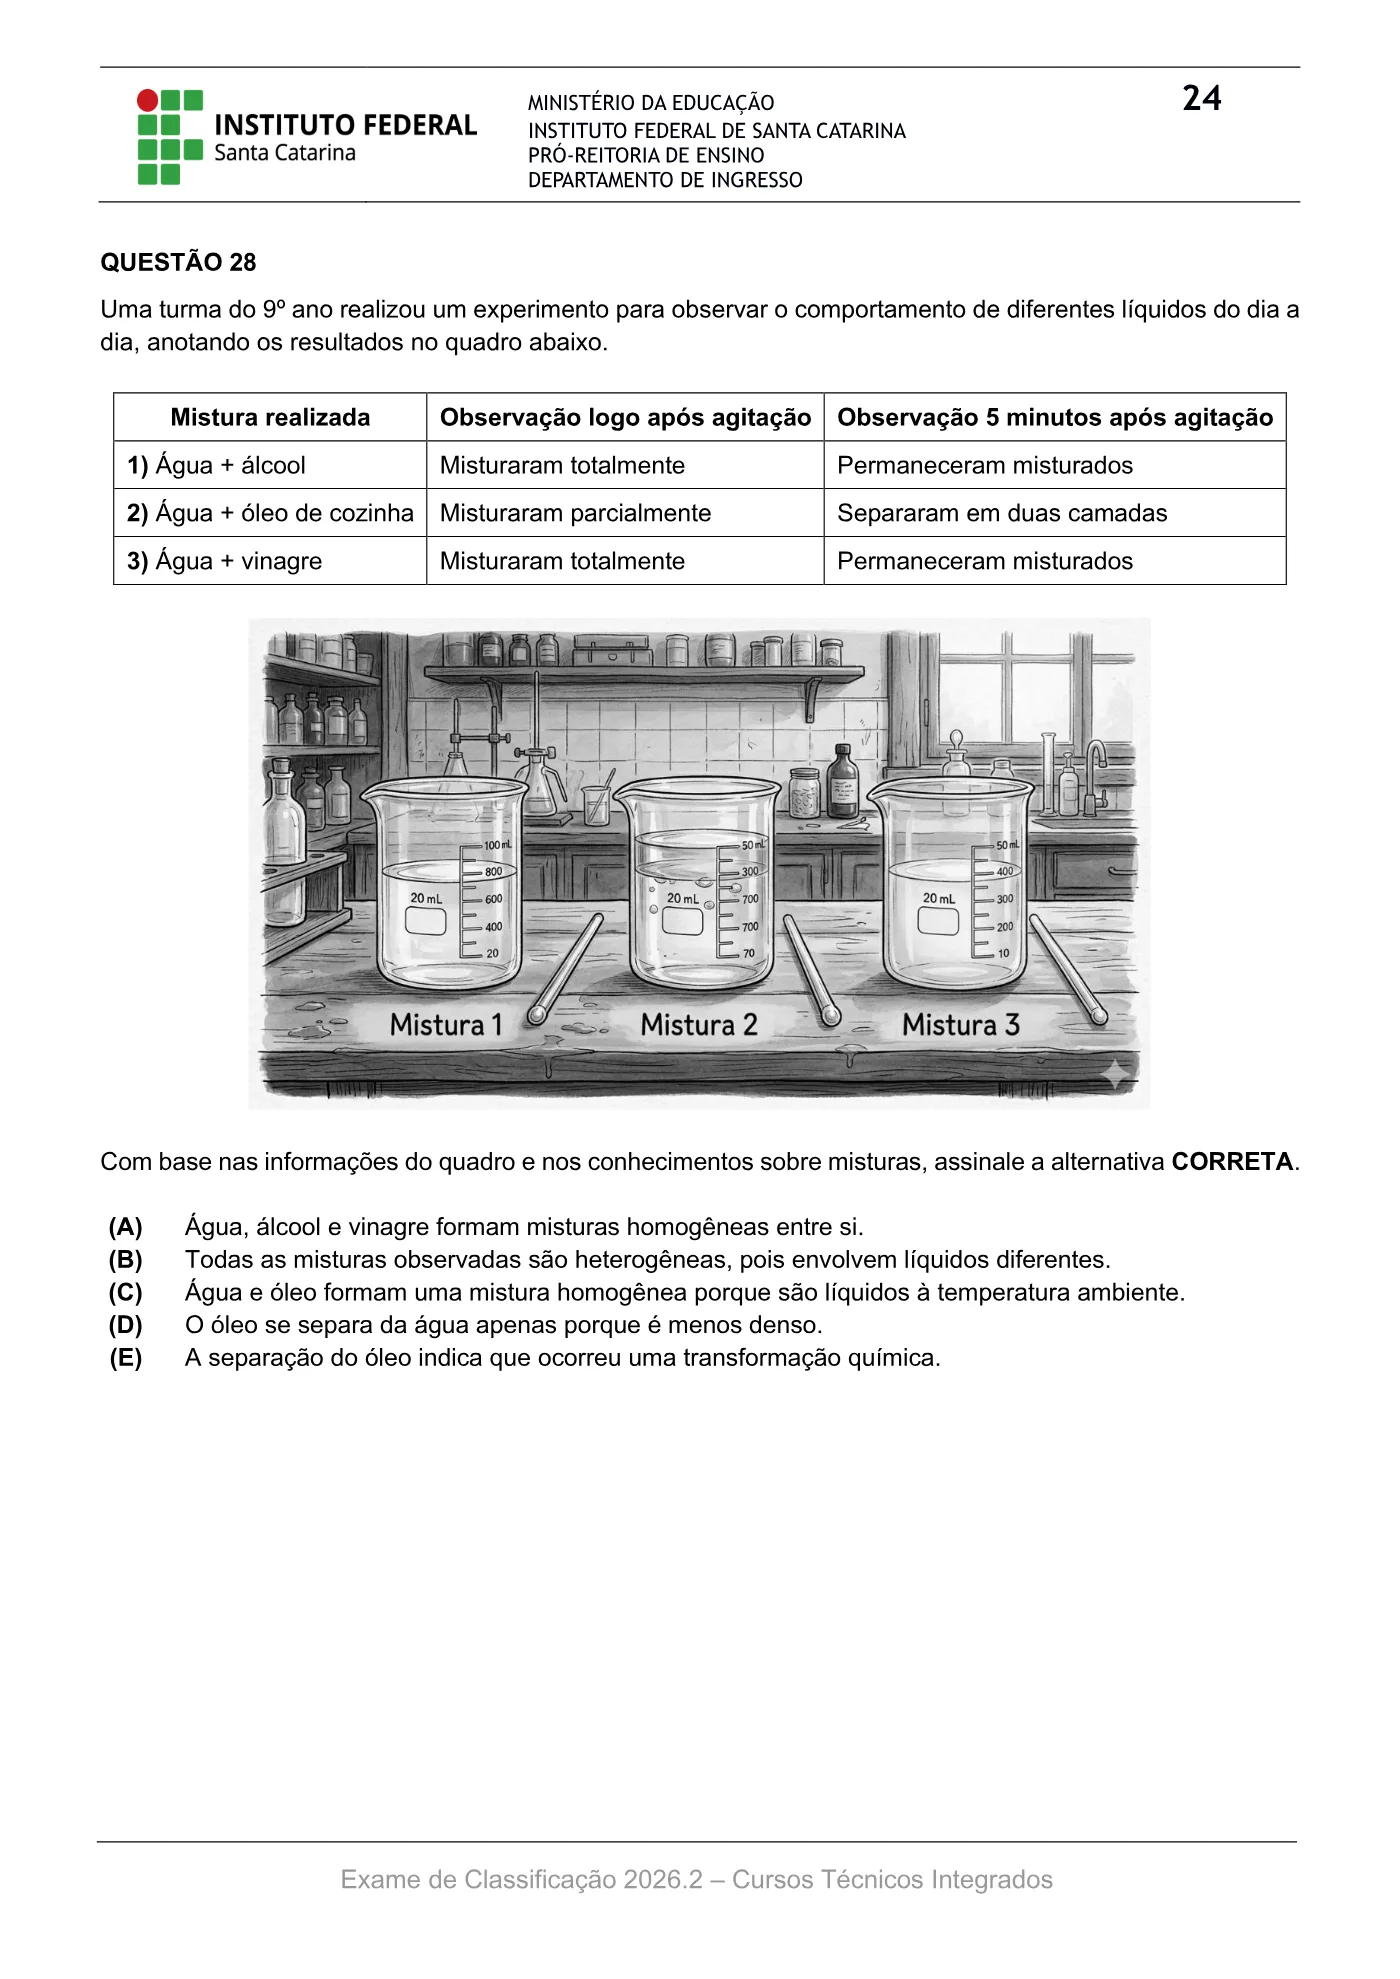 INSTITUTO FEDERAL
Santa Catarina
MINISTÉRIO DA EDUCAÇÃO
INSTITUTO FEDERAL DE SANTA CATARINA
PRÓ-REITORIA DE ENSINO
DEPARTAMENTO DE INGRESSO
24
QUESTÃO 28
Uma turma do 9º ano realizou um experimento para observar o comportamento de diferentes líquidos do dia a
dia, anotando os resultados no quadro abaixo.
Mistura realizada Observação logo após agitação Observação 5 minutos após agitação
1) Água + álcool Misturaram totalmente Permaneceram misturados
2) Água + óleo de cozinha Misturaram parcialmente Separaram em duas camadas
3) Água + vinagre Misturaram totalmente Permaneceram misturados
100 mL
800
20 mL
600
400
20
50 mL
300
20 mL
700
700
70
50 mL
400
20 mL
300
200
10
Mistura 1 Mistura 2 Mistura 3
Com base nas informações do quadro e nos conhecimentos sobre misturas, assinale a alternativa CORRETA.
(A) Água, álcool e vinagre formam misturas homogêneas entre si.
(B) Todas as misturas observadas são heterogêneas, pois envolvem líquidos diferentes.
(C) Água e óleo formam uma mistura homogênea porque são líquidos à temperatura ambiente.
(D) O óleo se separa da água apenas porque é menos denso.
(E) A separação do óleo indica que ocorreu uma transformação química.
Exame de Classificação 2026.2 – Cursos Técnicos Integrados